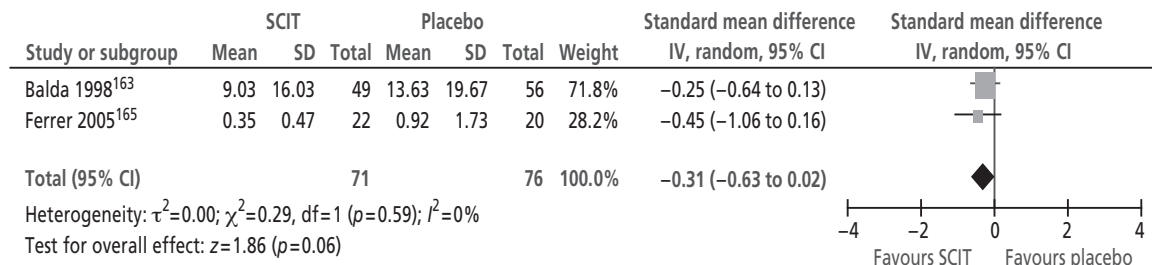 SCIT Placebo Standard mean difference Standard mean difference
Study or subgroup Mean SD Total Mean SD Total Weight IV, random, 95% CI IV, random, 95% CI
Balda 1998¹⁶³ 9.03 16.03 49 13.63 19.67 56 71.8% −0.25 (−0.64 to 0.13)
Ferrer 2005¹⁶⁵ 0.35 0.47 22 0.92 1.73 20 28.2% −0.45 (−1.06 to 0.16)
Total (95% CI) 71 76 100.0% −0.31 (−0.63 to 0.02)
Heterogeneity: τ²=0.00; χ²=0.29, df=1 (p=0.59); I²=0%
Test for overall effect: z=1.86 (p=0.06)
−4 −2 0 2 4
Favours SCIT Favours placebo